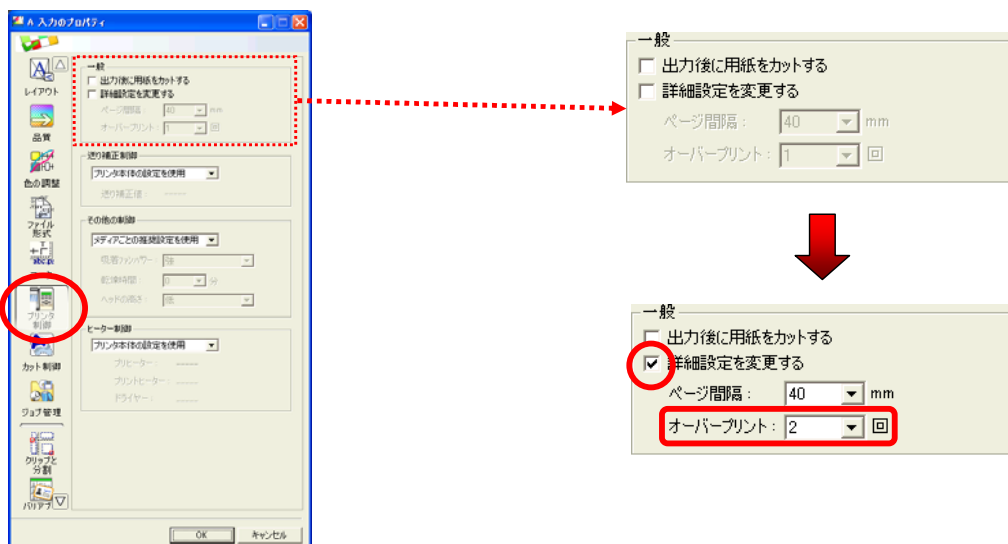 A 入力のプロパティ
レイアウト
品質
色の調整
ファイル
形式
プリンタ
制御
カット制御
ジョブ管理
クリップと
分割
一般
出力後に用紙をカットする
詳細設定を変更する
ページ間隔： 40 mm
オーバープリント： 1 回
送り補正制御
プリンタ本体の設定を使用
送り補正値： ------
その他の制御
メディアごとの推奨設定を使用
吸着ファンパワー： 強
乾燥時間： 0 分
ヘッドの高さ： 低
ヒーター制御
プリンタ本体の設定を使用
プリヒーター： ------
プリントヒーター： ------
ドライヤー： ------
OK キャンセル
一般
出力後に用紙をカットする
詳細設定を変更する
ページ間隔： 40 mm
オーバープリント： 1 回
一般
出力後に用紙をカットする
詳細設定を変更する
ページ間隔： 40 mm
オーバープリント： 2 回